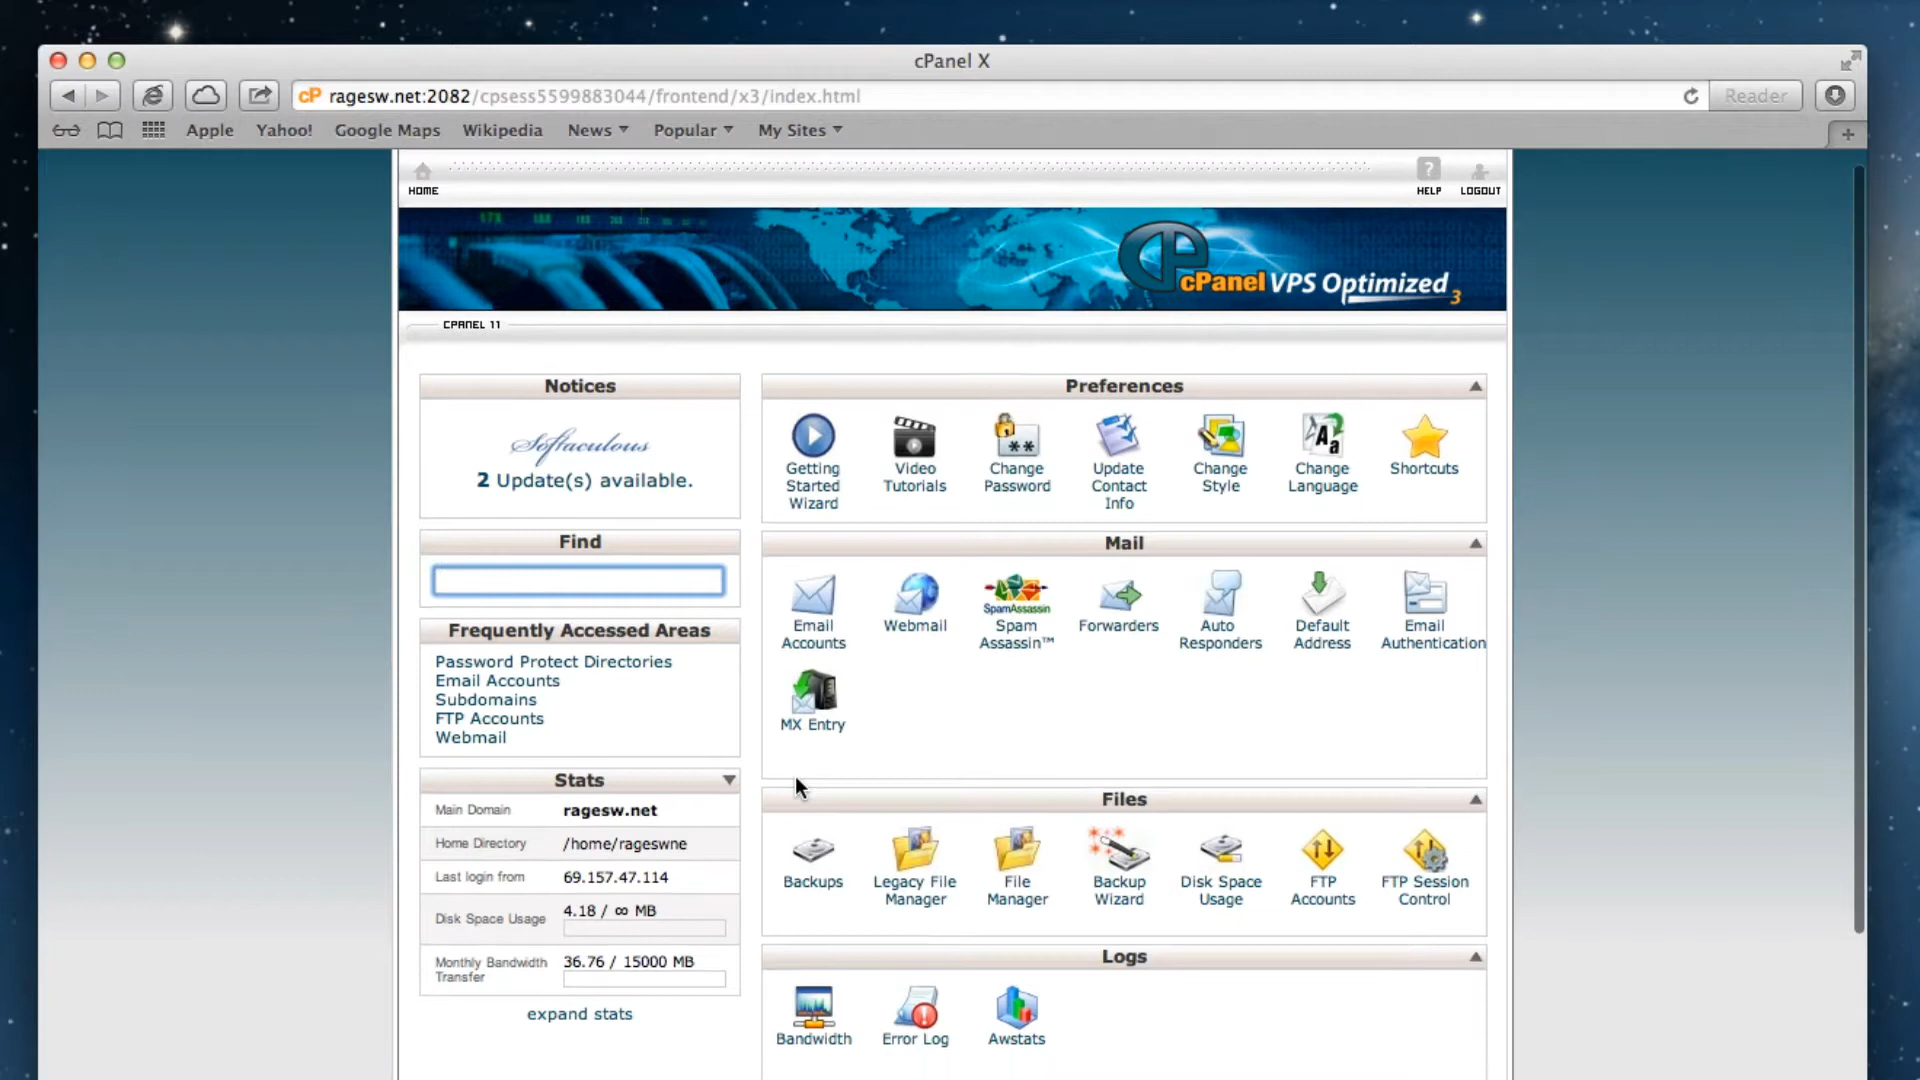 cPanel X
cP ragesw.net:2082/cpsess5599883044/frontend/x3/index.html
Reader
Apple Yahoo! Google Maps Wikipedia News Popular My Sites
HOME
HELP LOGOUT
cPanel VPS Optimized 3
CPANEL 11
Notices
Softaculous
2 Update(s) available.
Find
Frequently Accessed Areas
Password Protect Directories
Email Accounts
Subdomains
FTP Accounts
Webmail
Stats
Main Domain ragesw.net
Home Directory /home/rageswne
Last login from 69.157.47.114
Disk Space Usage 4.18 / ∞ MB
Monthly Bandwidth Transfer 36.76 / 15000 MB
expand stats
Preferences
Getting Started Wizard
Video Tutorials
Change Password
Update Contact Info
Change Style
Change Language
Shortcuts
Mail
Email Accounts
Webmail
SpamAssassin
Spam Assassin™
Forwarders
Auto Responders
Default Address
Email Authentication
MX Entry
Files
Backups
Legacy File Manager
File Manager
Backup Wizard
Disk Space Usage
FTP Accounts
FTP Session Control
Logs
Bandwidth
Error Log
Awstats